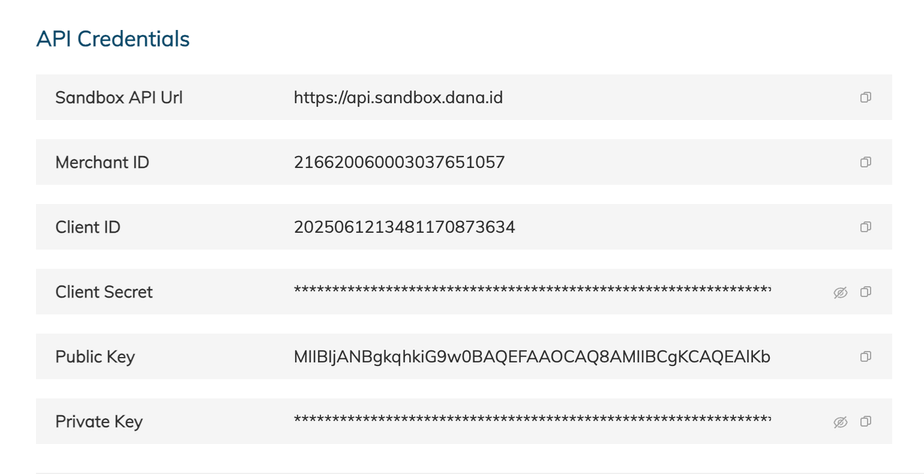 API Credentials
Sandbox API Url https://api.sandbox.dana.id
Merchant ID 216620060003037651057
Client ID 2025061213481170873634
Client Secret **************************************************************
Public Key MIIBIjANBgkqhkiG9w0BAQEFAAOCAQ8AMIIBCgKCAQEAlKb
Private Key **************************************************************